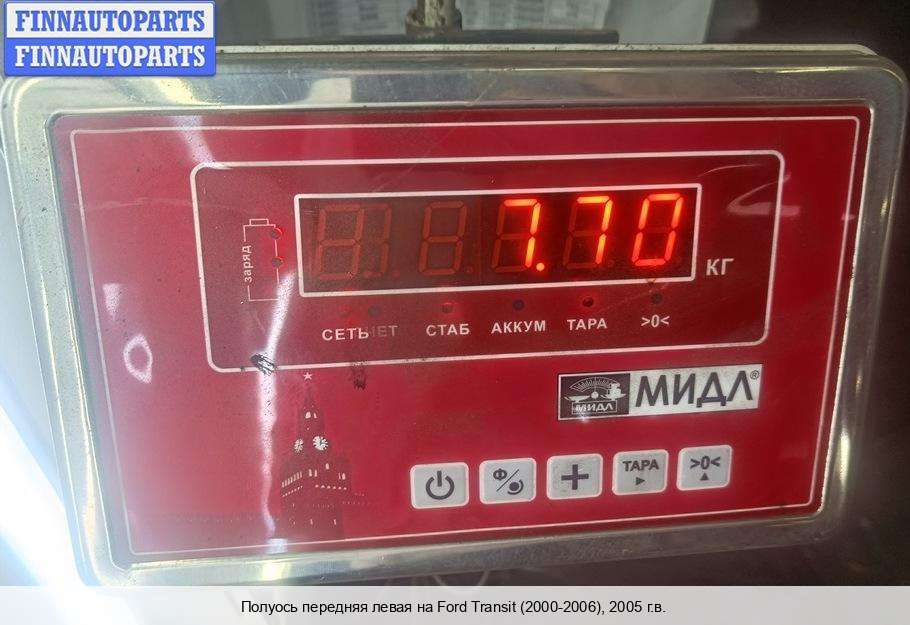 FINNAUTOPARTS
FINNAUTOPARTS
заряд
7.70 КГ
СЕТЬ СТАБ АККУМ ТАРА >0<
МИДЛ
МИДЛ®
Ф/
ТАРА >0<
Полуось передняя левая на Ford Transit (2000-2006), 2005 г.в.